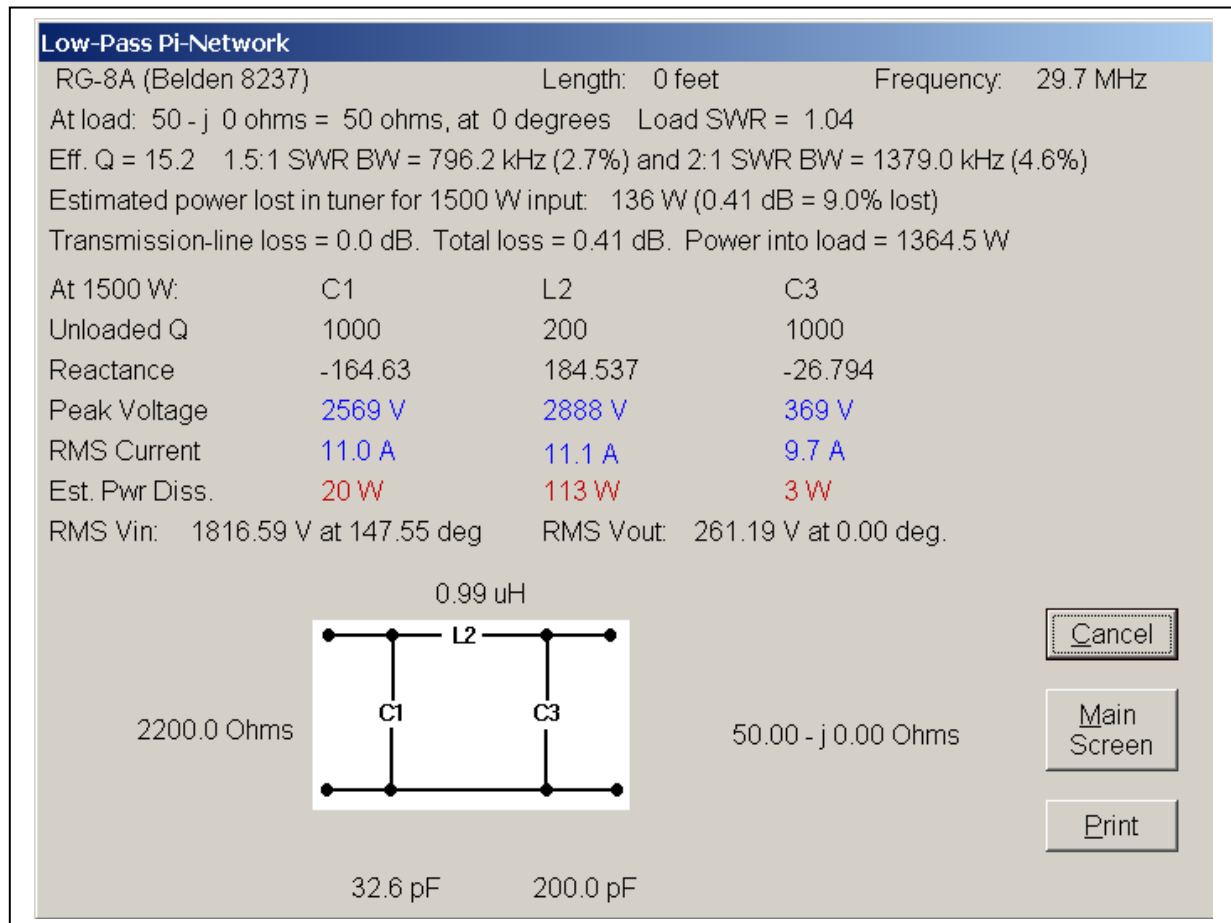 Low-Pass Pi-Network
RG-8A (Belden 8237) Length: 0 feet Frequency: 29.7 MHz
At load: 50 - j 0 ohms = 50 ohms, at 0 degrees Load SWR = 1.04
Eff. Q = 15.2 1.5:1 SWR BW = 796.2 kHz (2.7%) and 2:1 SWR BW = 1379.0 kHz (4.6%)
Estimated power lost in tuner for 1500 W input: 136 W (0.41 dB = 9.0% lost)
Transmission-line loss = 0.0 dB. Total loss = 0.41 dB. Power into load = 1364.5 W
At 1500 W: C1 L2 C3
Unloaded Q 1000 200 1000
Reactance -164.63 184.537 -26.794
Peak Voltage 2569 V 2888 V 369 V
RMS Current 11.0 A 11.1 A 9.7 A
Est. Pwr Diss. 20 W 113 W 3 W
RMS Vin: 1816.59 V at 147.55 deg RMS Vout: 261.19 V at 0.00 deg.
0.99 uH
L2
Cancel
C1 C3
2200.0 Ohms 50.00 - j 0.00 Ohms
Main
Screen
Print
32.6 pF 200.0 pF